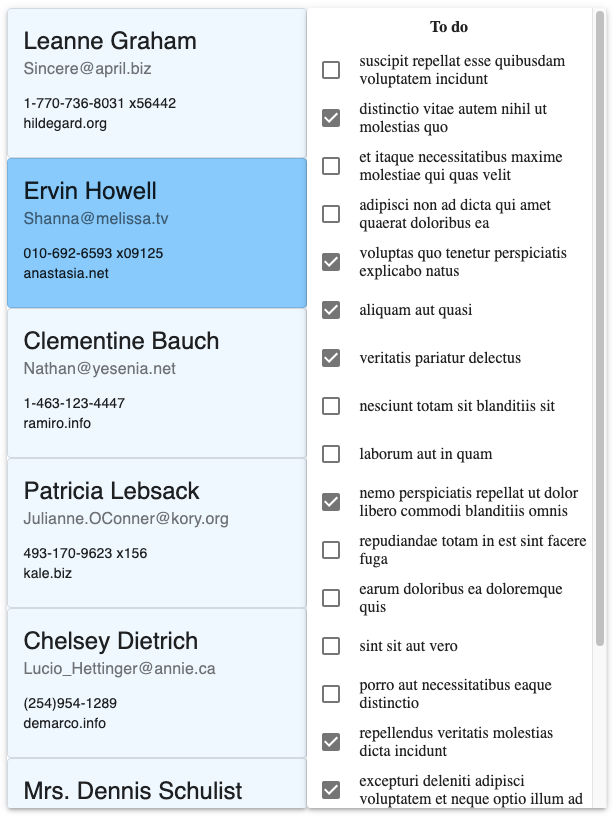 Leanne Graham
Sincere@april.biz
1-770-736-8031 x56442
hildegard.org
Ervin Howell
Shanna@melissa.tv
010-692-6593 x09125
anastasia.net
Clementine Bauch
Nathan@yesenia.net
1-463-123-4447
ramiro.info
Patricia Lebsack
Julianne.OConner@kory.org
493-170-9623 x156
kale.biz
Chelsey Dietrich
Lucio_Hettinger@annie.ca
(254)954-1289
demarco.info
Mrs. Dennis Schulist
To do
suscipit repellat esse quibusdam
voluptatem incidunt
distinctio vitae autem nihil ut
molestias quo
et itaque necessitatibus maxime
molestiae qui quas velit
adipisci non ad dicta qui amet
quaerat doloribus ea
voluptas quo tenetur perspiciatis
explicabo natus
aliquam aut quasi
veritatis pariatur delectus
nesciunt totam sit blanditiis sit
laborum aut in quam
nemo perspiciatis repellat ut dolor
libero commodi blanditiis omnis
repudiandae totam in est sint facere
fuga
earum doloribus ea doloremque
quis
sint sit aut vero
porro aut necessitatibus eaque
distinctio
repellendus veritatis molestias
dicta incidunt
excepturi deleniti adipisci
voluptatem et neque optio illum ad